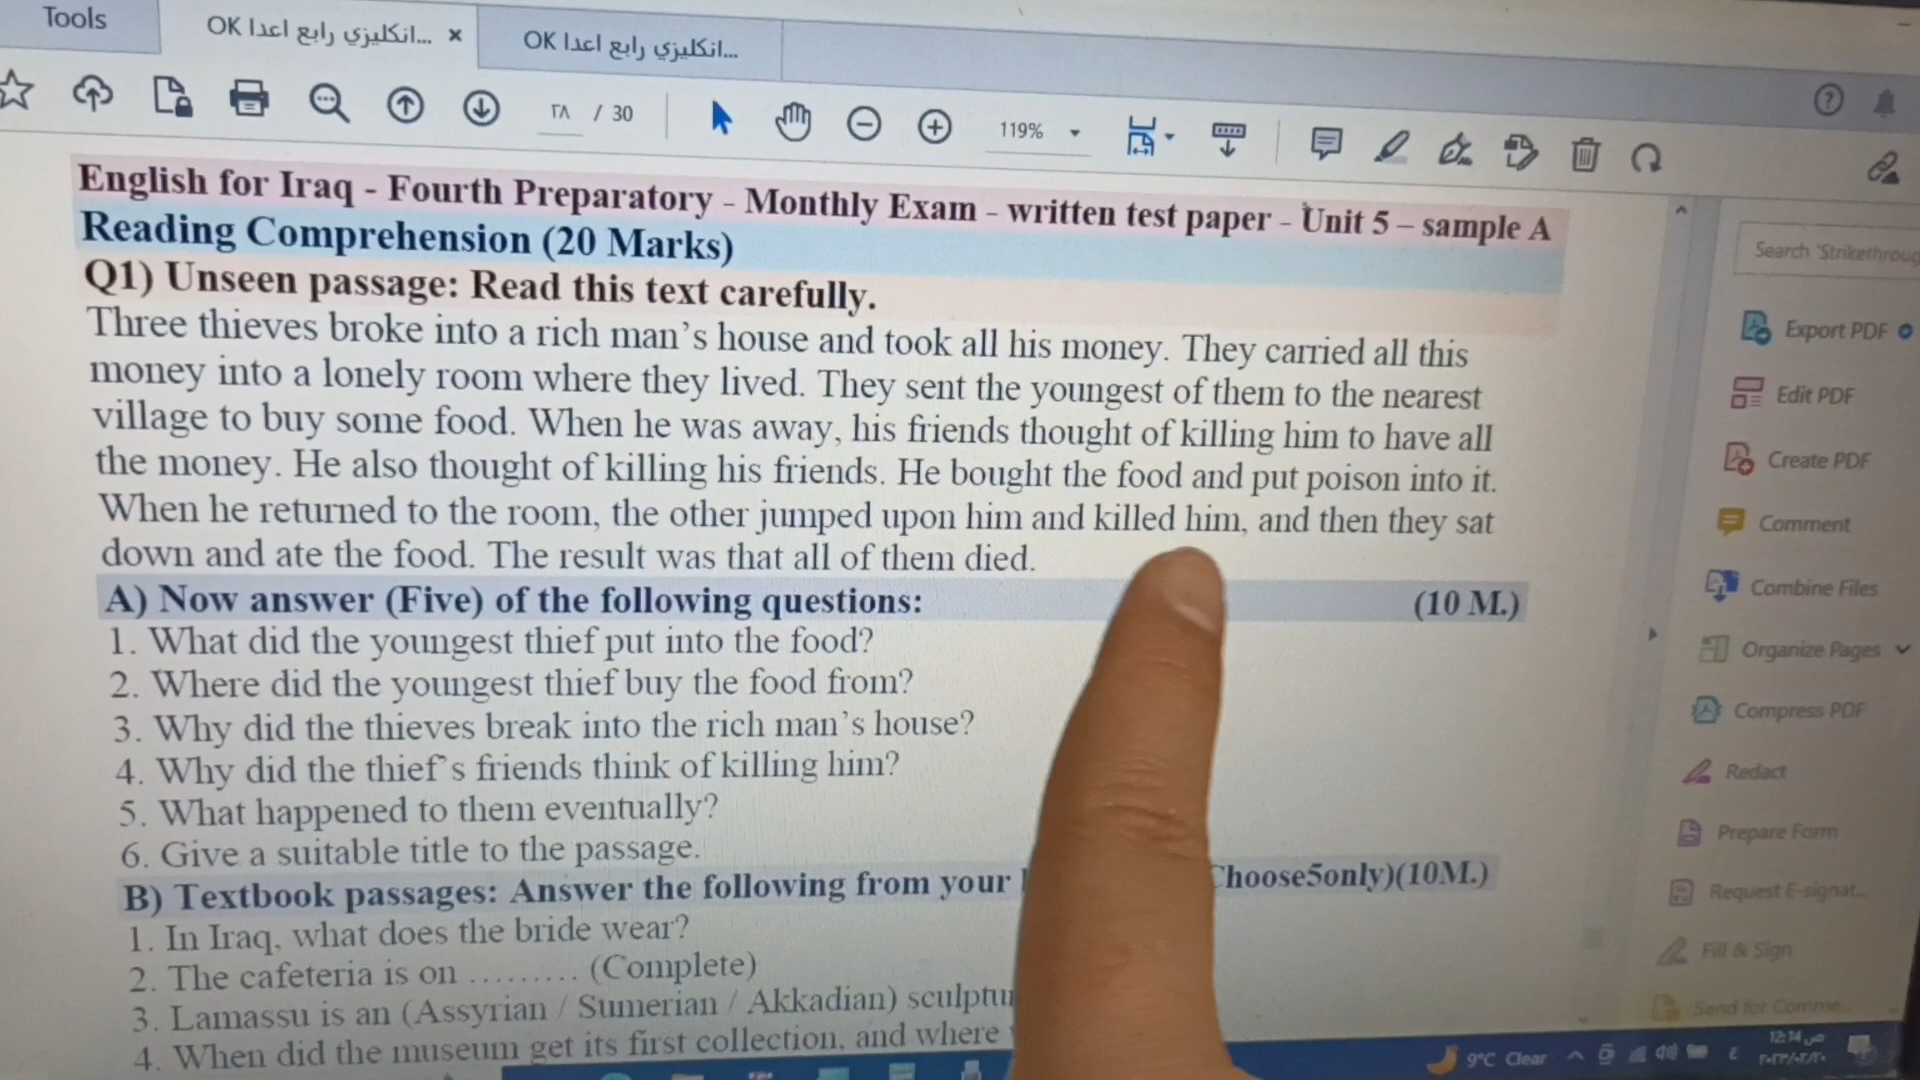 Tools
OK انكليزي رابع اعدا...
×
OK انكليزي رابع اعدا...
٢٨ / 30
119%
English for Iraq - Fourth Preparatory - Monthly Exam - written test paper - Unit 5 – sample A
Reading Comprehension (20 Marks)
Q1) Unseen passage: Read this text carefully.
Three thieves broke into a rich man's house and took all his money. They carried all this
money into a lonely room where they lived. They sent the youngest of them to the nearest
village to buy some food. When he was away, his friends thought of killing him to have all
the money. He also thought of killing his friends. He bought the food and put poison into it.
When he returned to the room, the other jumped upon him and killed him, and then they sat
down and ate the food. The result was that all of them died.
A) Now answer (Five) of the following questions: (10 M.)
1. What did the youngest thief put into the food?
2. Where did the youngest thief buy the food from?
3. Why did the thieves break into the rich man's house?
4. Why did the thief's friends think of killing him?
5. What happened to them eventually?
6. Give a suitable title to the passage.
B) Textbook passages: Answer the following from your Choose5only)(10M.)
1. In Iraq, what does the bride wear?
2. The cafeteria is on ......... (Complete)
3. Lamassu is an (Assyrian / Sumerian / Akkadian)
4. When did the museum get its first collection, and where
Search 'Strikethroug
Export PDF
Edit PDF
Create PDF
Comment
Combine Files
Organize Pages
Compress PDF
Redact
Prepare Form
Request E-signat...
Fill & Sign
Send for Comme...
9°C Clear
12:14 ص